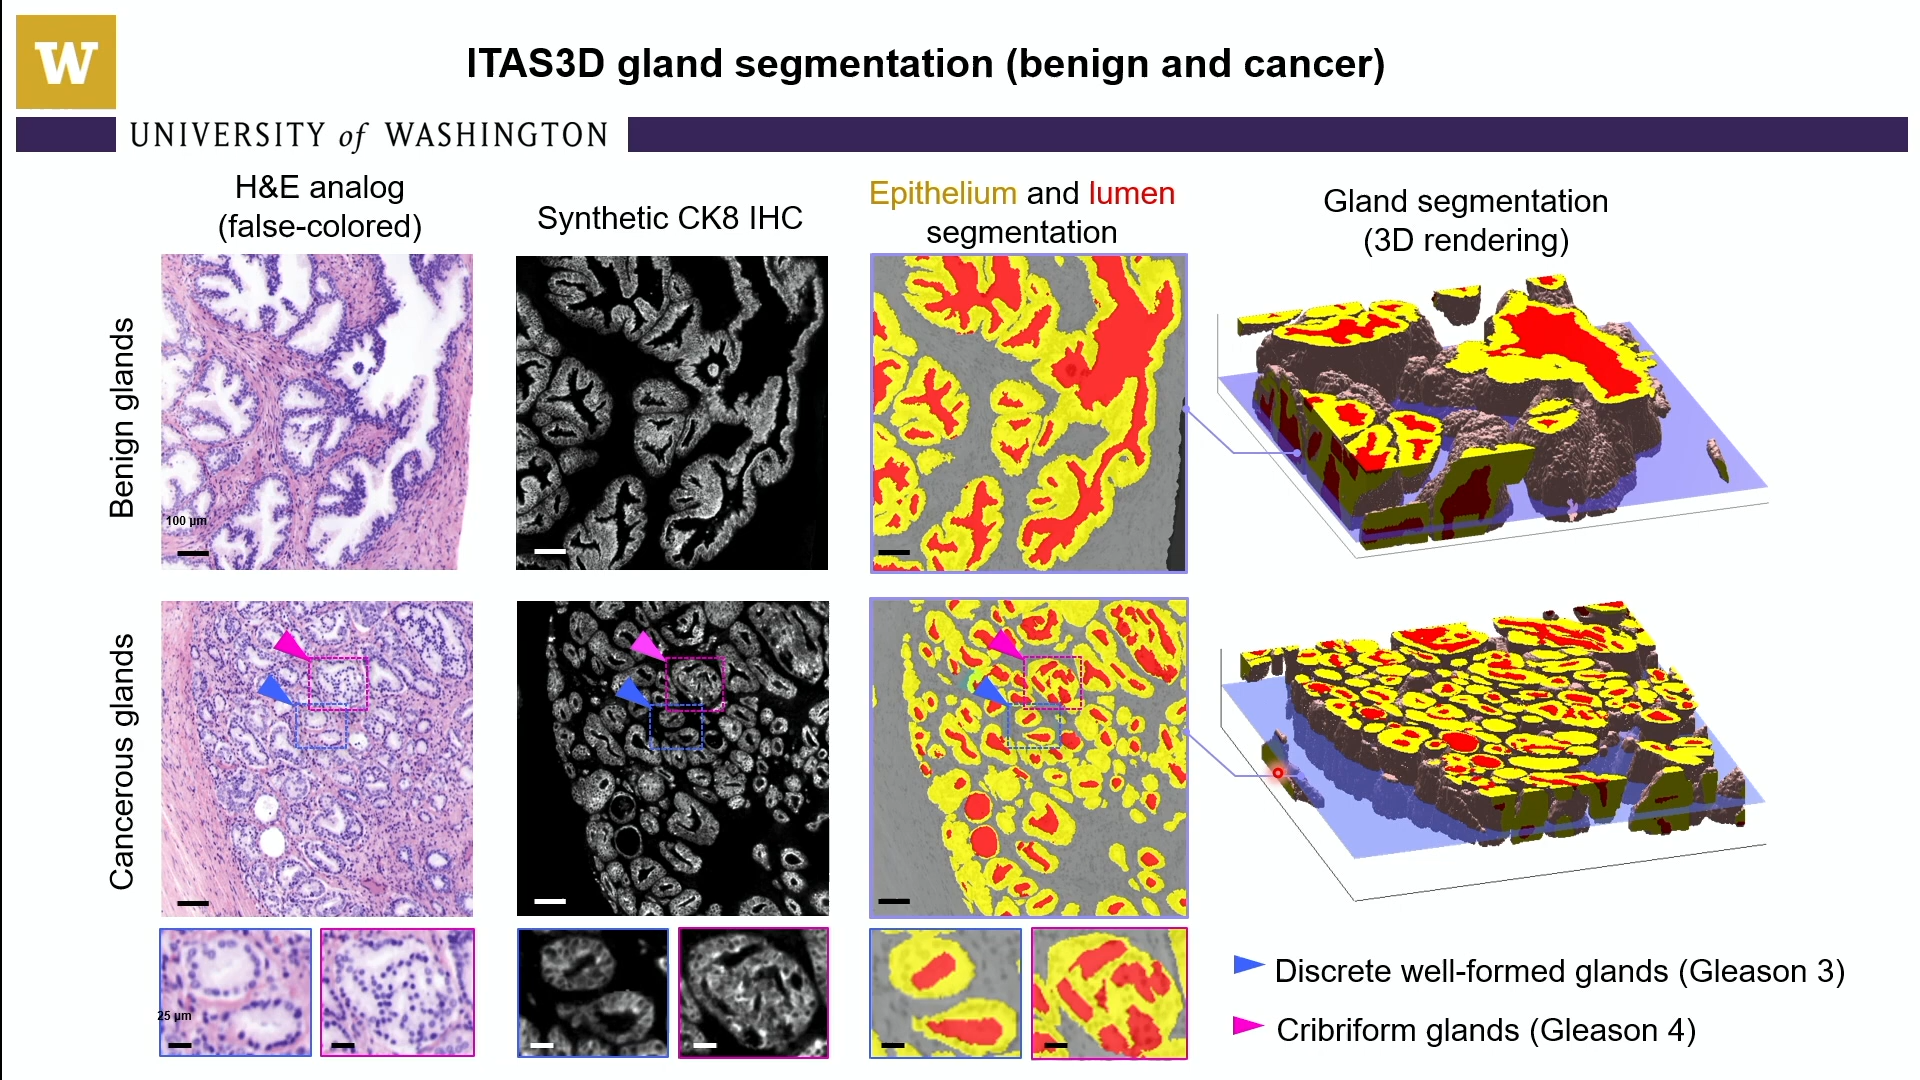 W
ITAS3D gland segmentation (benign and cancer)
UNIVERSITY of WASHINGTON
H&E analog
(false-colored)
Synthetic CK8 IHC
Epithelium and lumen
segmentation
Gland segmentation
(3D rendering)
Benign glands
100 µm
Cancerous glands
25 µm
Discrete well-formed glands (Gleason 3)
Cribriform glands (Gleason 4)